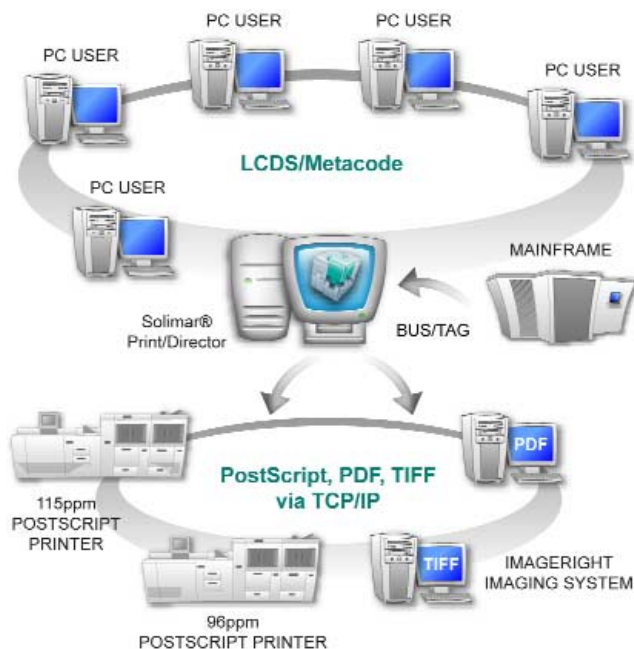 PC USER
PC USER
PC USER
PC USER
LCDS/Metacode
PC USER
MAINFRAME
Solimar®
Print/Director
BUS/TAG
PDF
PostScript, PDF, TIFF
via TCP/IP
115ppm
POSTSCRIPT
PRINTER
TIFF
IMAGERIGHT
IMAGING SYSTEM
96ppm
POSTSCRIPT PRINTER